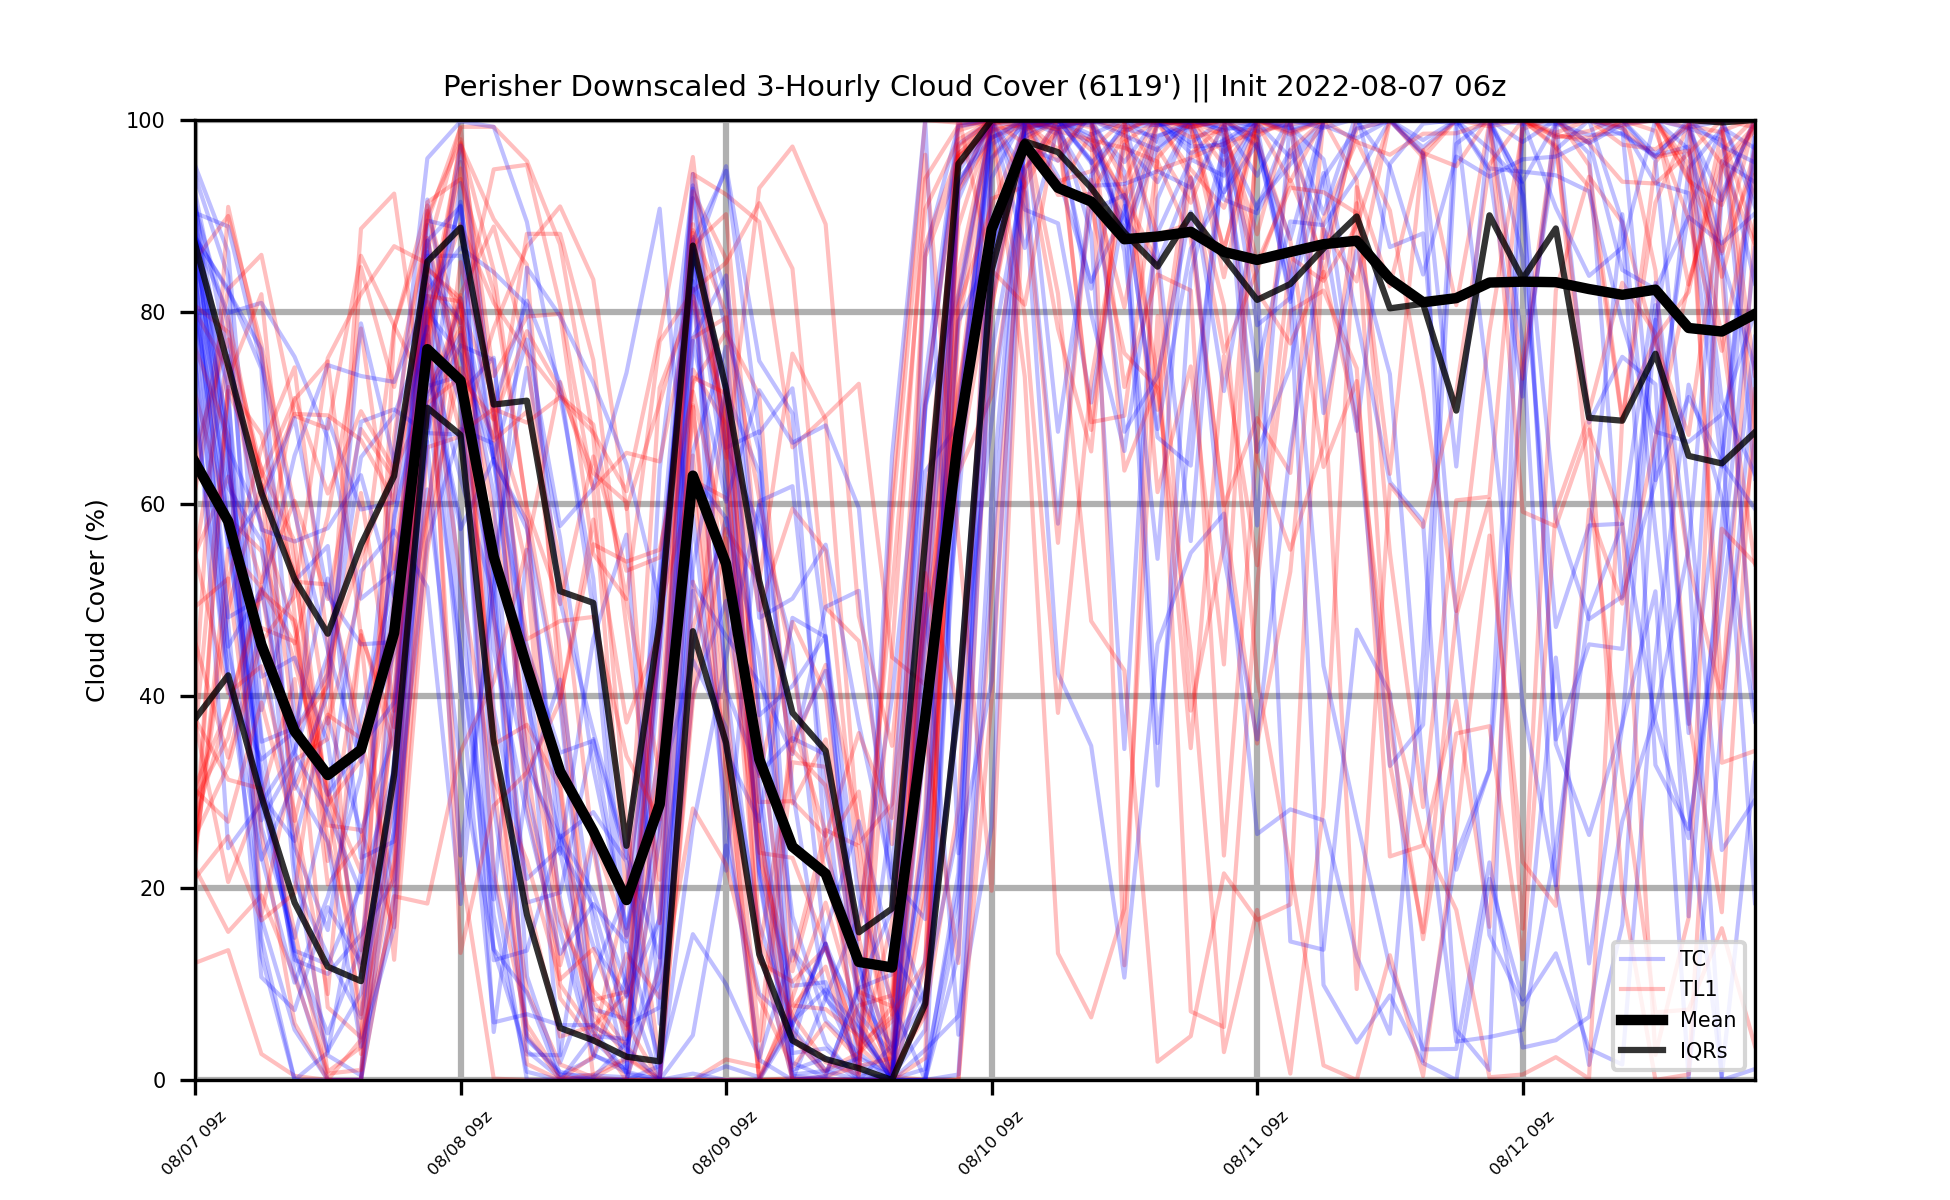 Perisher Downscaled 3-Hourly Cloud Cover (6119') || Init 2022-08-07 06z
100
80
60
40
20
0
Cloud Cover (%)
TC
TL1
Mean
IQRs
08/07 09z
08/08 09z
08/09 09z
08/10 09z
08/11 09z
08/12 09z